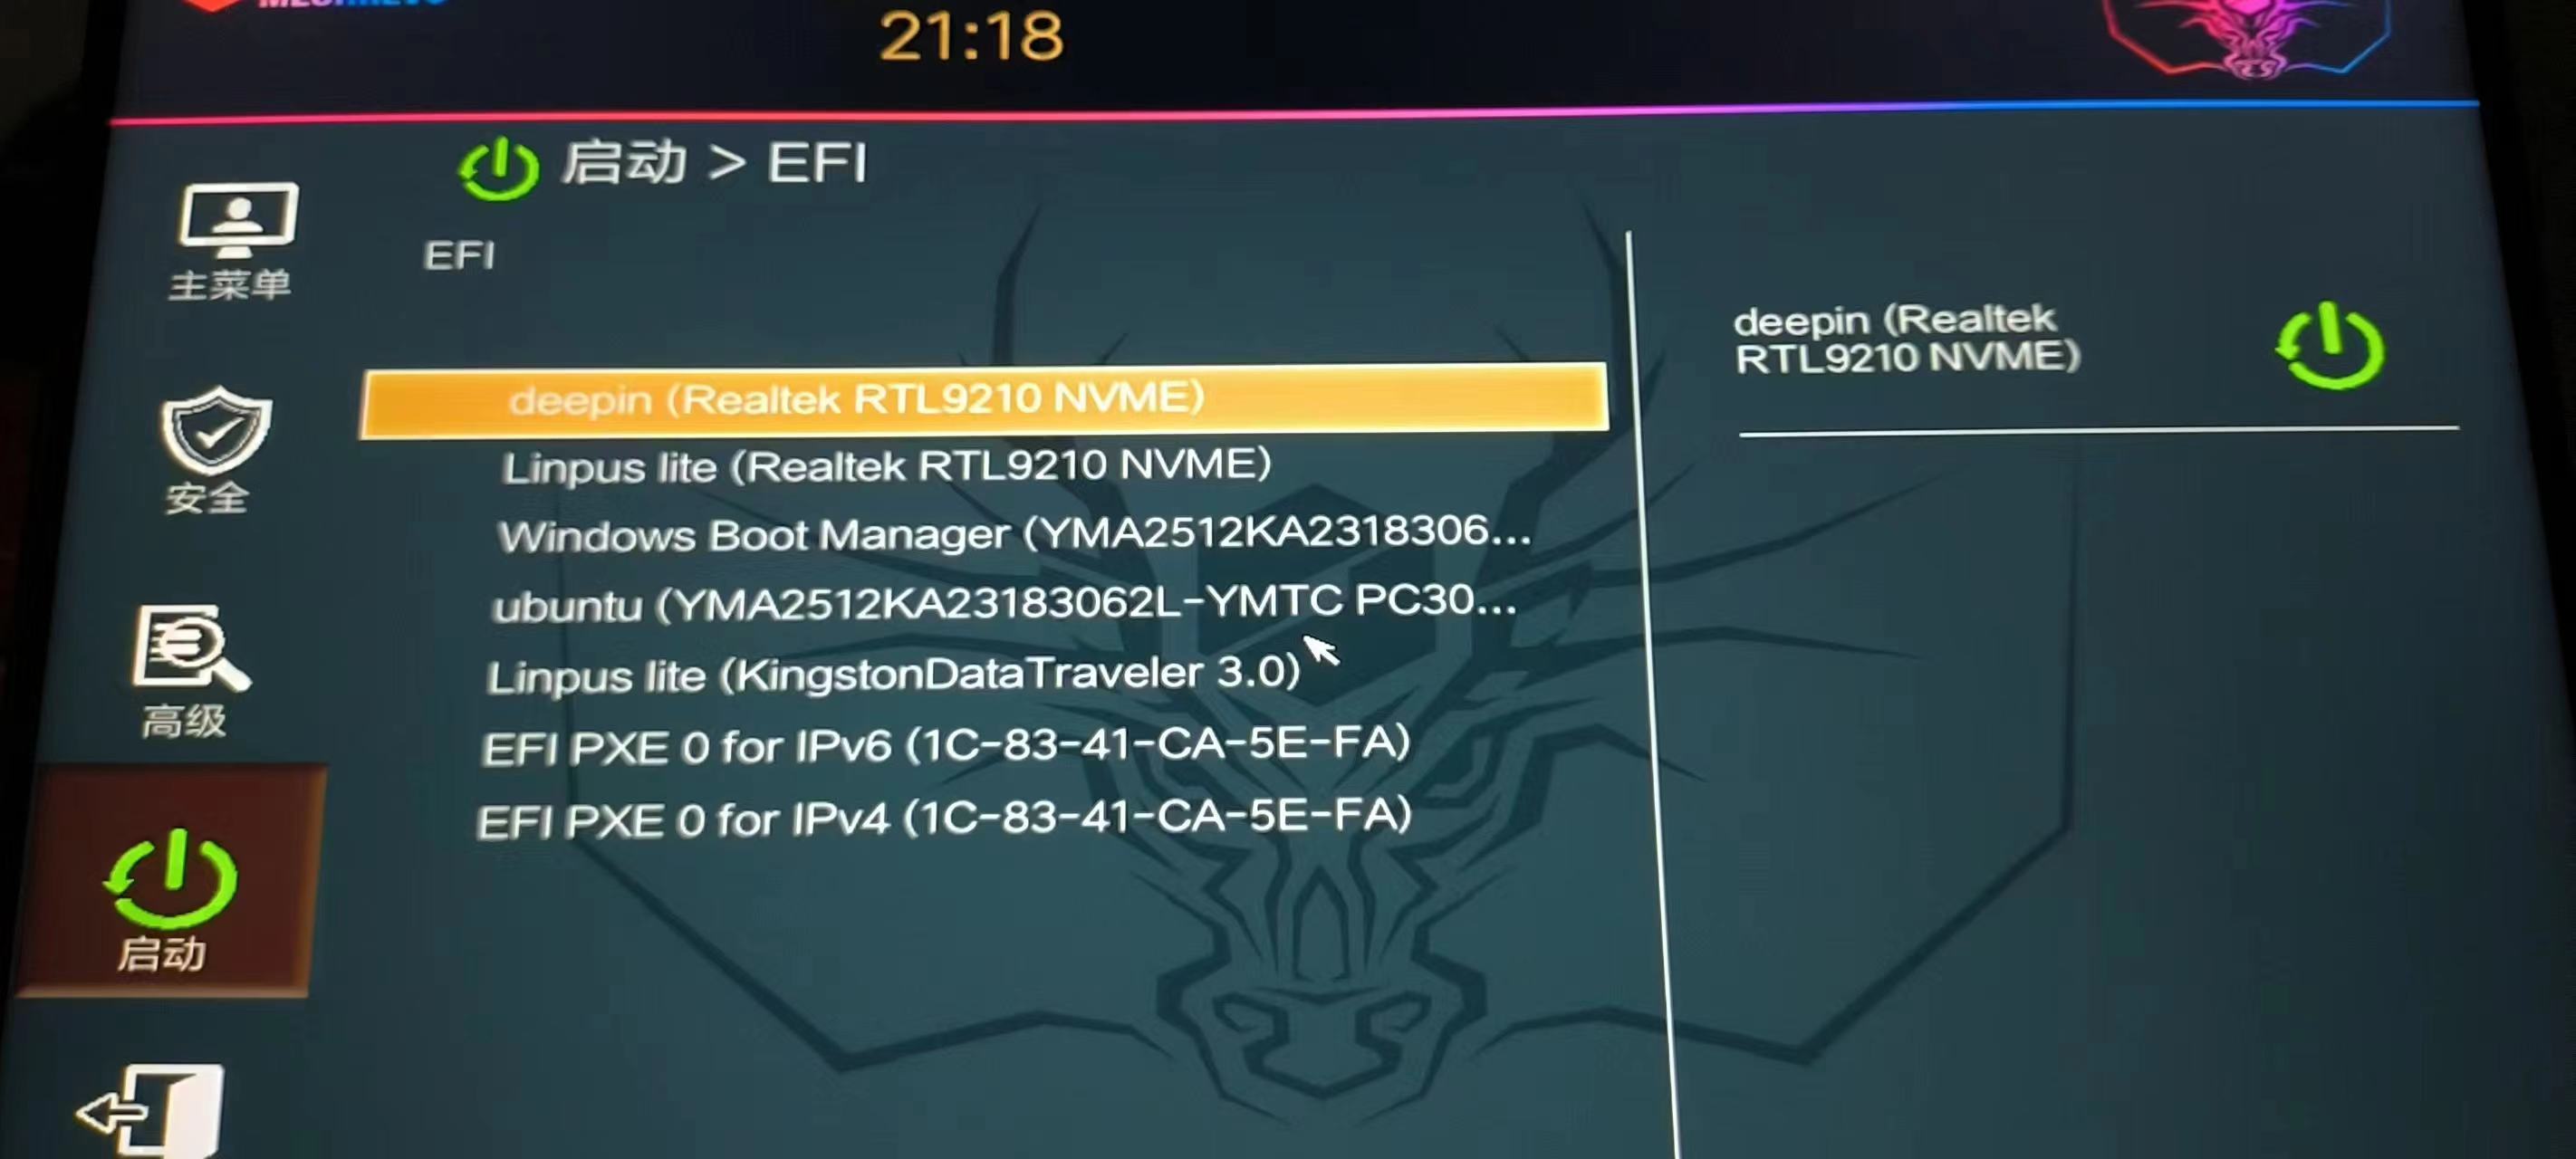 21:18
启动 > EFI
EFI
主菜单
安全
高级
启动
deepin (Realtek RTL9210 NVME)
Linpus lite (Realtek RTL9210 NVME)
Windows Boot Manager (YMA2512KA2318306...
ubuntu (YMA2512KA23183062L-YMTC PC30...
Linpus lite (KingstonDataTraveler 3.0)
EFI PXE 0 for IPv6 (1C-83-41-CA-5E-FA)
EFI PXE 0 for IPv4 (1C-83-41-CA-5E-FA)
deepin (Realtek
RTL9210 NVME)